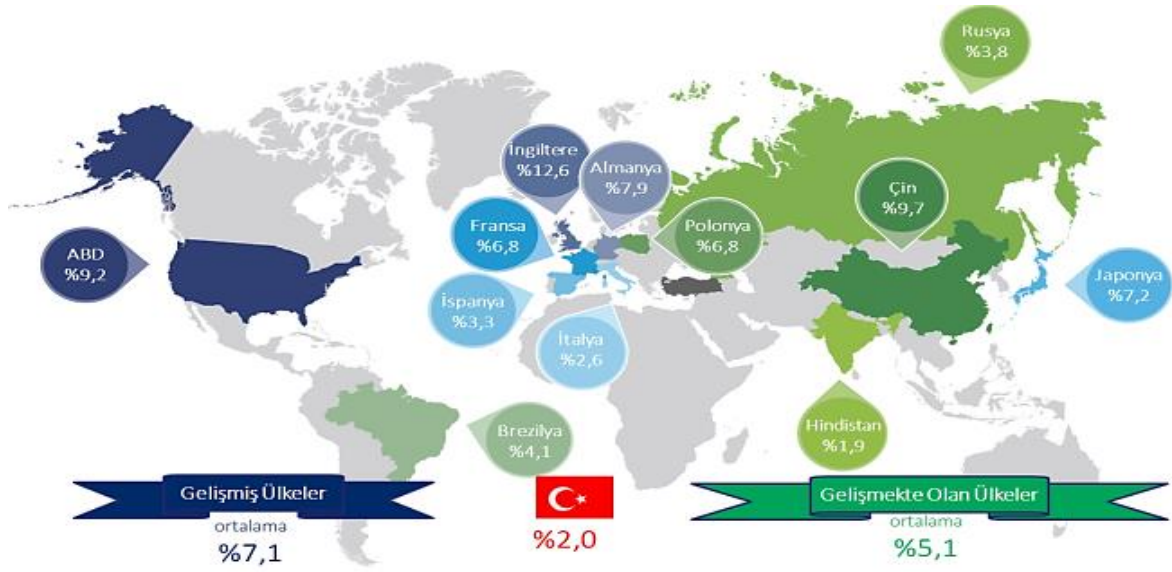 Rusya
%3,8
İngiltere
%12,6
Almanya
%7,9
Çin
%9,7
Fransa
%6,8
Polonya
%6,8
ABD
%9,2
Japonya
%7,2
İspanya
%3,3
İtalya
%2,6
Hindistan
%1,9
Brezilya
%4,1
Gelişmiş Ülkeler
ortalama
%7,1
%2,0
Gelişmekte Olan Ülkeler
ortalama
%5,1